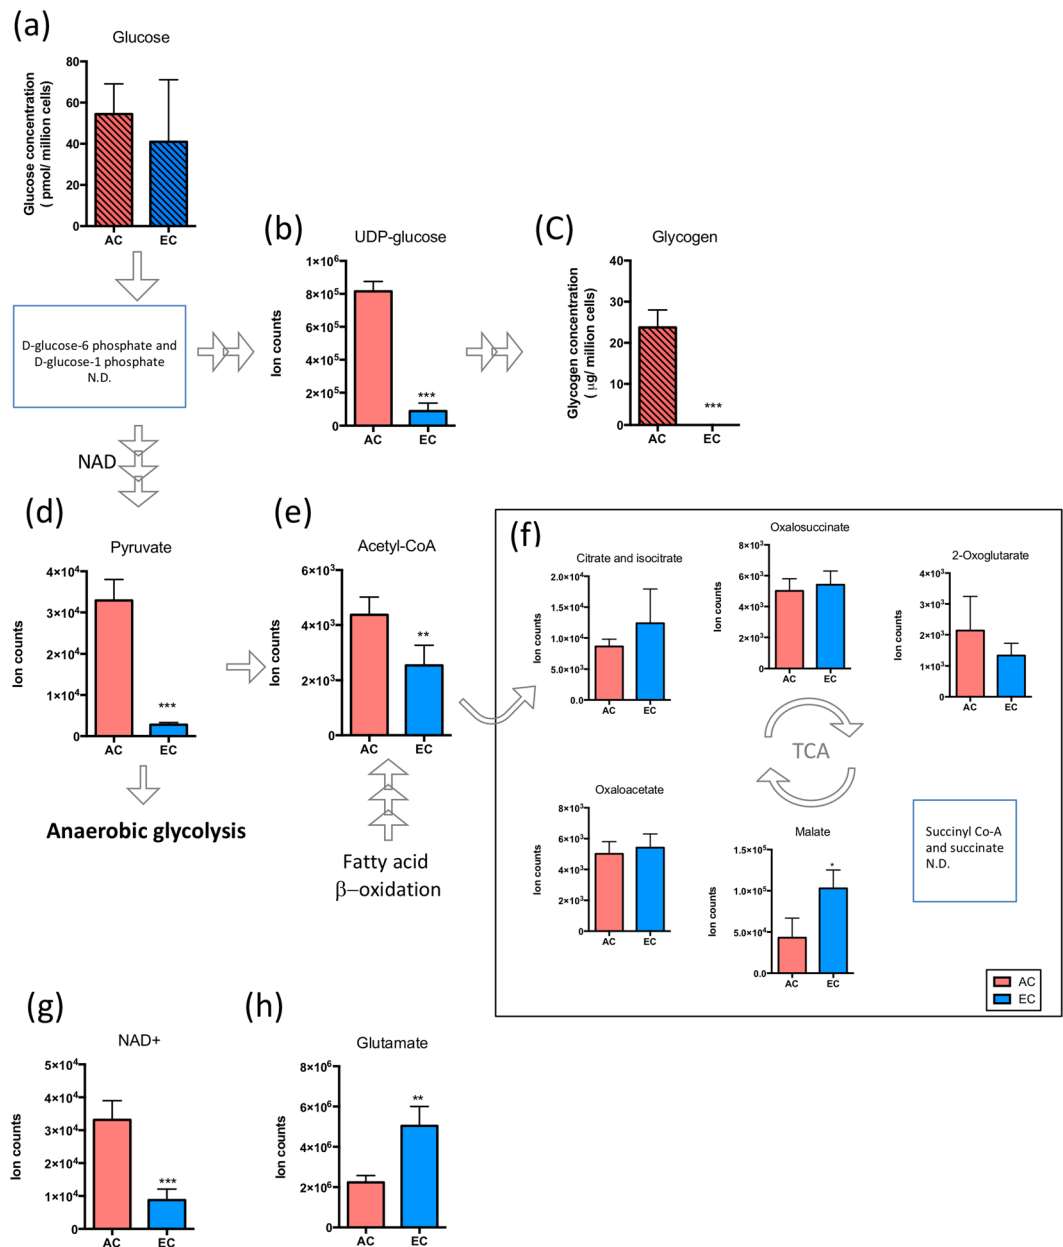 (a)
Glucose
Glucose concentration
( pmol/ million cells)
80
60
40
20
0
AC
EC
D-glucose-6 phosphate and
D-glucose-1 phosphate
N.D.
(b)
UDP-glucose
Ion counts
1×10⁶
8×10⁵
6×10⁵
4×10⁵
2×10⁵
0
***
AC
EC
(C)
Glycogen
Glycogen concentration
( µg/ million cells)
40
30
20
10
0
***
AC
EC
NAD
(d)
Pyruvate
Ion counts
4×10⁴
3×10⁴
2×10⁴
1×10⁴
0
***
AC
EC
Anaerobic glycolysis
(e)
Acetyl-CoA
Ion counts
6×10³
4×10³
2×10³
0
**
AC
EC
Fatty acid
β–oxidation
(f)
Citrate and isocitrate
Ion counts
2.0×10⁴
1.5×10⁴
1.0×10⁴
5.0×10³
0.0
AC
EC
Oxalosuccinate
Ion counts
8×10³
6×10³
4×10³
2×10³
0
AC
EC
2-Oxoglutarate
Ion counts
4×10³
3×10³
2×10³
1×10³
0
AC
EC
TCA
Oxaloacetate
Ion counts
8×10³
6×10³
4×10³
2×10³
0
AC
EC
Malate
Ion counts
1.5×10⁵
1.0×10⁵
5.0×10⁴
0.0
*
AC
EC
Succinyl Co-A
and succinate
N.D.
AC
EC
(g)
NAD+
Ion counts
5×10⁴
4×10⁴
3×10⁴
2×10⁴
1×10⁴
0
***
AC
EC
(h)
Glutamate
Ion counts
8×10⁶
6×10⁶
4×10⁶
2×10⁶
0
**
AC
EC